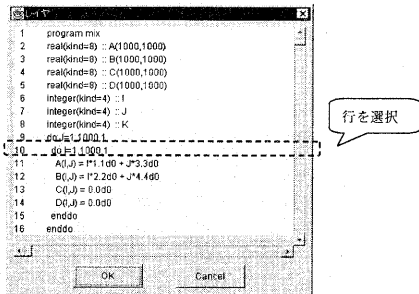 レイヤ
1 program mix
2 real(kind=8) :: A(1000,1000)
3 real(kind=8) :: B(1000,1000)
4 real(kind=8) :: C(1000,1000)
5 real(kind=8) :: D(1000,1000)
6 integer(kind=4) :: I
7 integer(kind=4) :: J
8 integer(kind=4) :: K
9 do J=1,1000,1
10 do I=1,1000,1
11 A(I,J) = I*1.1d0 + J*3.3d0
12 B(I,J) = I*2.2d0 + J*4.4d0
13 C(I,J) = 0.0d0
14 D(I,J) = 0.0d0
15 enddo
16 enddo
行を選択
OK Cancel